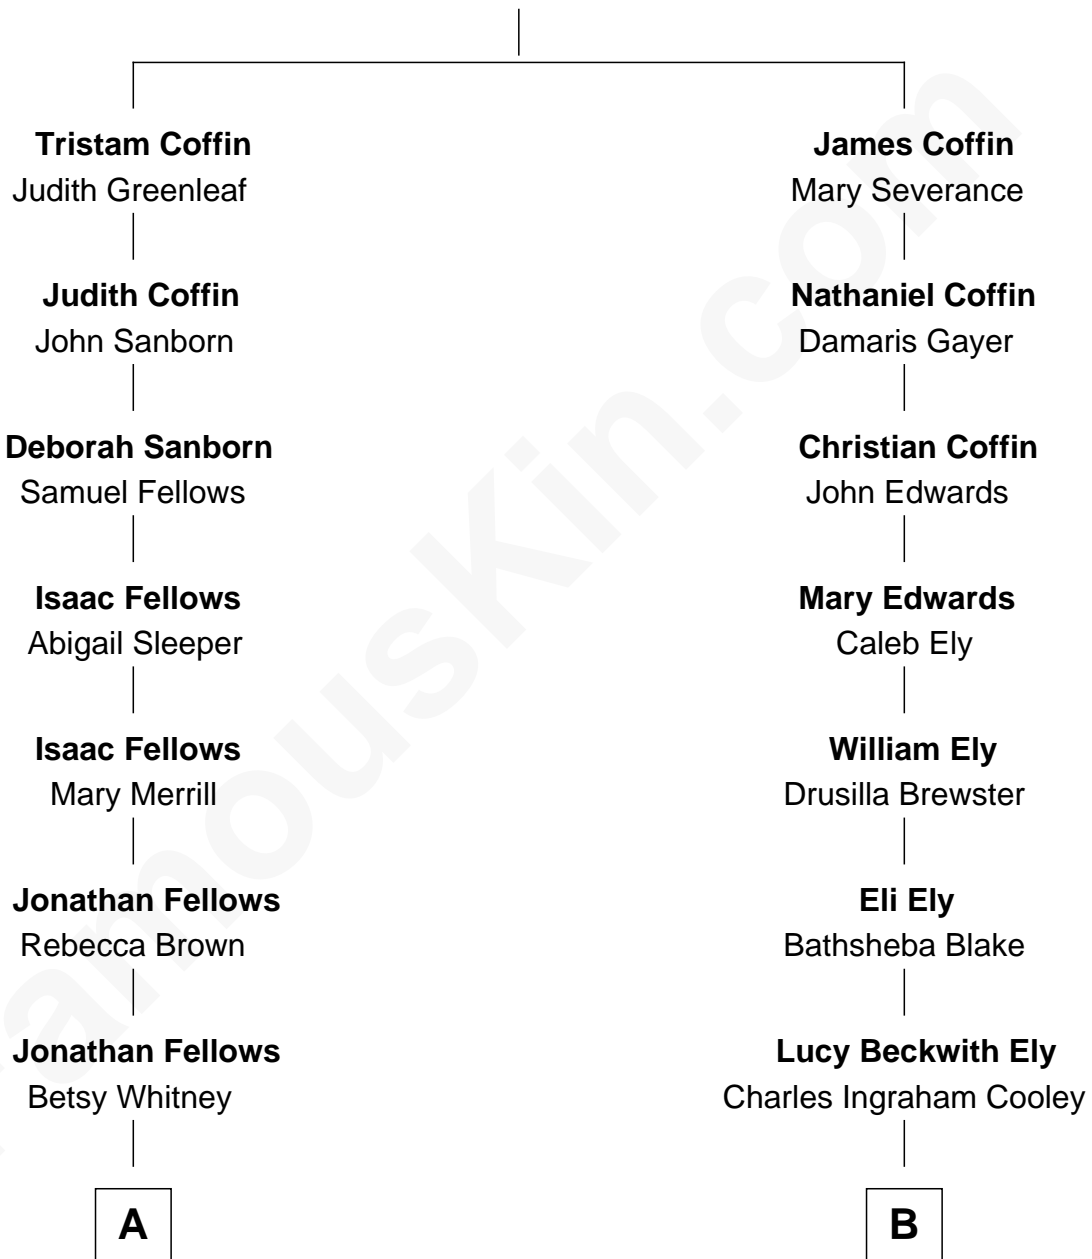 Tristam Coffin
Judith Greenleaf
Judith Coffin
John Sanborn
Deborah Sanborn
Samuel Fellows
Isaac Fellows
Abigail Sleeper
Isaac Fellows
Mary Merrill
Jonathan Fellows
Rebecca Brown
Jonathan Fellows
Betsy Whitney
A
James Coffin
Mary Severance
Nathaniel Coffin
Damaris Gayer
Christian Coffin
John Edwards
Mary Edwards
Caleb Ely
William Ely
Drusilla Brewster
Eli Ely
Bathsheba Blake
Lucy Beckwith Ely
Charles Ingraham Cooley
B
FamousKin.com